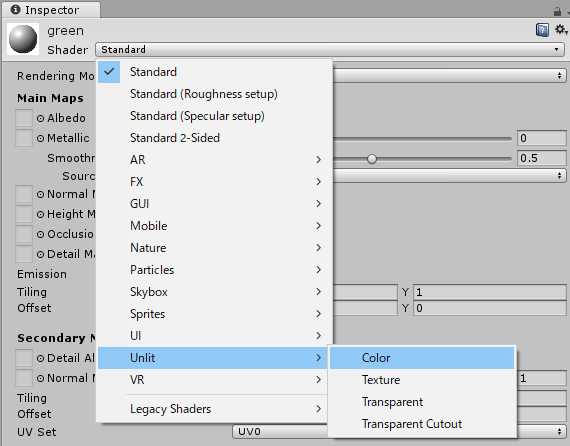 Inspector
green
Shader Standard
Rendering Mo
Main Maps
Albedo
Metallic 0
Smoothn 0.5
Sourc
Normal M
Height M
Occlusio
Detail Ma
Emission
Tiling Y 1
Offset Y 0
Secondary M
Detail Al
Normal M 1
Tiling
Offset
UV Set UV0
Standard
Standard (Roughness setup)
Standard (Specular setup)
Standard 2-Sided
AR
FX
GUI
Mobile
Nature
Particles
Skybox
Sprites
UI
Unlit
VR
Legacy Shaders
Color
Texture
Transparent
Transparent Cutout